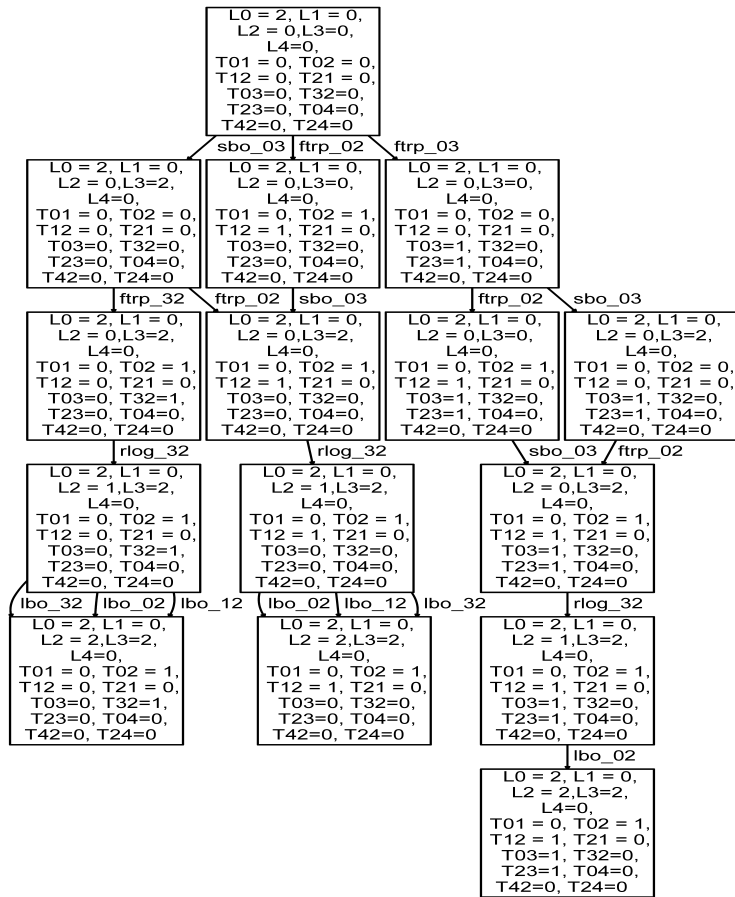 L0 = 2, L1 = 0,
L2 = 0,L3=0,
L4=0,
T01 = 0, T02 = 0,
T12 = 0, T21 = 0,
T03=0, T32=0,
T23=0, T04=0,
T42=0, T24=0
sbo_03 ftrp_02 ftrp_03
L0 = 2, L1 = 0,
L2 = 0,L3=2,
L4=0,
T01 = 0, T02 = 0,
T12 = 0, T21 = 0,
T03=0, T32=0,
T23=0, T04=0,
T42=0, T24=0
L0 = 2, L1 = 0,
L2 = 0,L3=0,
L4=0,
T01 = 0, T02 = 1,
T12 = 1, T21 = 0,
T03=0, T32=0,
T23=0, T04=0,
T42=0, T24=0
L0 = 2, L1 = 0,
L2 = 0,L3=0,
L4=0,
T01 = 0, T02 = 0,
T12 = 0, T21 = 0,
T03=1, T32=0,
T23=1, T04=0,
T42=0, T24=0
ftrp_32 ftrp_02 sbo_03 ftrp_02 sbo_03
L0 = 2, L1 = 0,
L2 = 0,L3=2,
L4=0,
T01 = 0, T02 = 1,
T12 = 0, T21 = 0,
T03=0, T32=1,
T23=0, T04=0,
T42=0, T24=0
L0 = 2, L1 = 0,
L2 = 0,L3=2,
L4=0,
T01 = 0, T02 = 1,
T12 = 1, T21 = 0,
T03=0, T32=0,
T23=0, T04=0,
T42=0, T24=0
L0 = 2, L1 = 0,
L2 = 0,L3=0,
L4=0,
T01 = 0, T02 = 1,
T12 = 1, T21 = 0,
T03=1, T32=0,
T23=1, T04=0,
T42=0, T24=0
L0 = 2, L1 = 0,
L2 = 0,L3=2,
L4=0,
T01 = 0, T02 = 0,
T12 = 0, T21 = 0,
T03=1, T32=0,
T23=1, T04=0,
T42=0, T24=0
rlog_32 rlog_32 sbo_03 ftrp_02
L0 = 2, L1 = 0,
L2 = 1,L3=2,
L4=0,
T01 = 0, T02 = 1,
T12 = 0, T21 = 0,
T03=0, T32=1,
T23=0, T04=0,
T42=0, T24=0
L0 = 2, L1 = 0,
L2 = 1,L3=2,
L4=0,
T01 = 0, T02 = 1,
T12 = 1, T21 = 0,
T03=0, T32=0,
T23=0, T04=0,
T42=0, T24=0
L0 = 2, L1 = 0,
L2 = 0,L3=2,
L4=0,
T01 = 0, T02 = 1,
T12 = 1, T21 = 0,
T03=1, T32=0,
T23=1, T04=0,
T42=0, T24=0
lbo_32 lbo_02 lbo_12 lbo_02 lbo_12 lbo_32 rlog_32
L0 = 2, L1 = 0,
L2 = 2,L3=2,
L4=0,
T01 = 0, T02 = 1,
T12 = 0, T21 = 0,
T03=0, T32=1,
T23=0, T04=0,
T42=0, T24=0
L0 = 2, L1 = 0,
L2 = 2,L3=2,
L4=0,
T01 = 0, T02 = 1,
T12 = 1, T21 = 0,
T03=0, T32=0,
T23=0, T04=0,
T42=0, T24=0
L0 = 2, L1 = 0,
L2 = 1,L3=2,
L4=0,
T01 = 0, T02 = 1,
T12 = 1, T21 = 0,
T03=1, T32=0,
T23=1, T04=0,
T42=0, T24=0
lbo_02
L0 = 2, L1 = 0,
L2 = 2,L3=2,
L4=0,
T01 = 0, T02 = 1,
T12 = 1, T21 = 0,
T03=1, T32=0,
T23=1, T04=0,
T42=0, T24=0